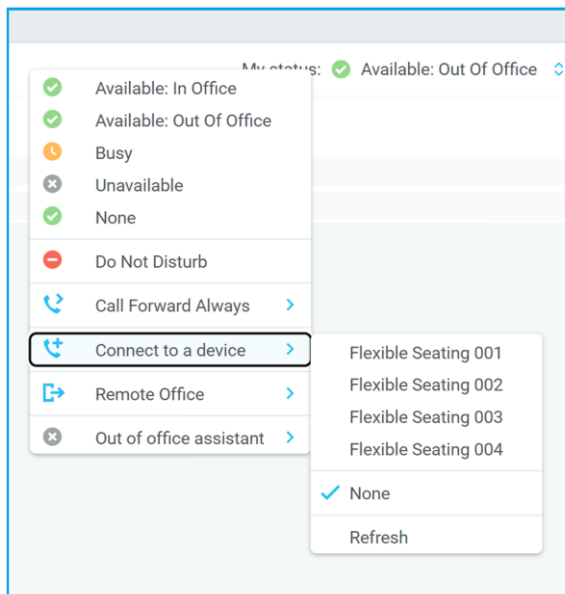 My status: Available: Out Of Office
Available: In Office
Available: Out Of Office
Busy
Unavailable
None
Do Not Disturb
Call Forward Always
Connect to a device
Remote Office
Out of office assistant
Flexible Seating 001
Flexible Seating 002
Flexible Seating 003
Flexible Seating 004
None
Refresh